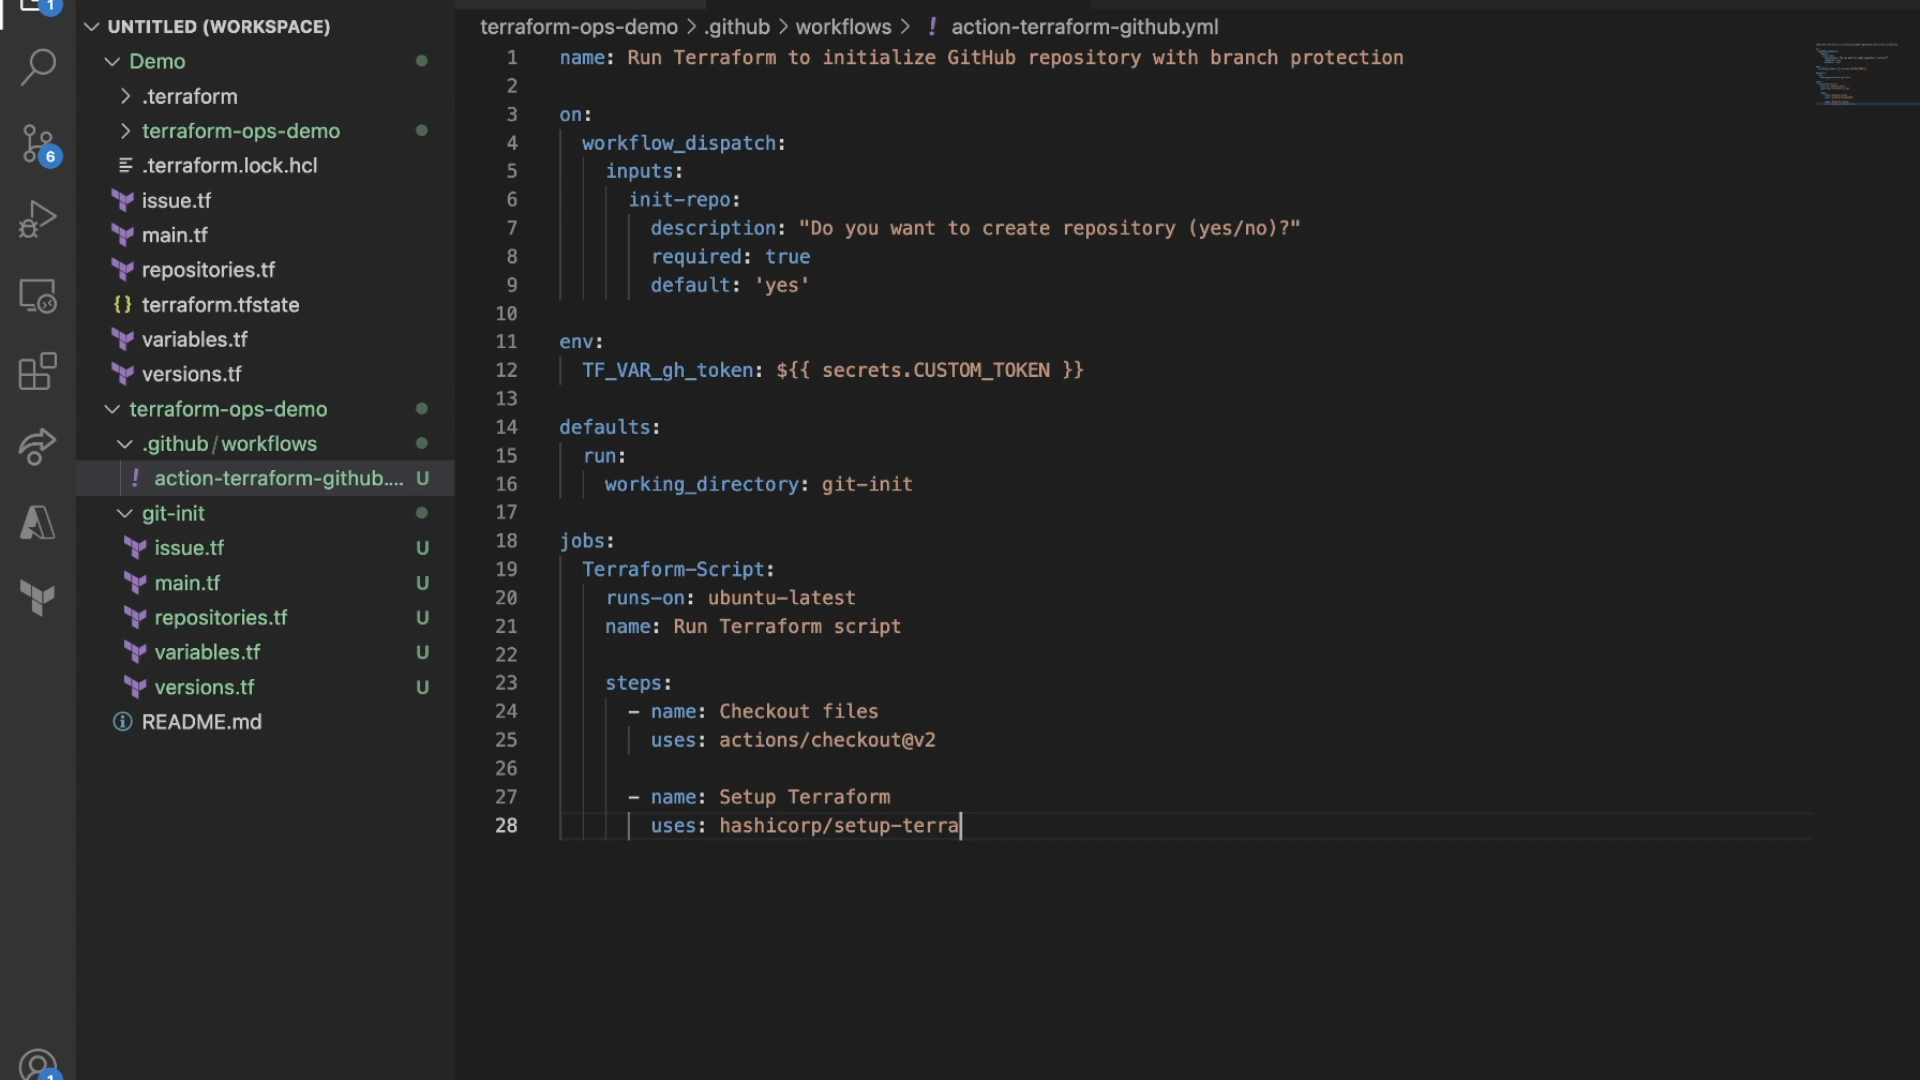 1
UNTITLED (WORKSPACE)
Demo
.terraform
terraform-ops-demo
.terraform.lock.hcl
6
issue.tf
main.tf
repositories.tf
{} terraform.tfstate
variables.tf
versions.tf
terraform-ops-demo
.github/workflows
! action-terraform-github.... U
git-init
issue.tf U
main.tf U
repositories.tf U
variables.tf U
versions.tf U
README.md
1
terraform-ops-demo > .github > workflows > ! action-terraform-github.yml
1 name: Run Terraform to initialize GitHub repository with branch protection
2
3 on:
4 workflow_dispatch:
5 inputs:
6 init-repo:
7 description: "Do you want to create repository (yes/no)?"
8 required: true
9 default: 'yes'
10
11 env:
12 TF_VAR_gh_token: ${{ secrets.CUSTOM_TOKEN }}
13
14 defaults:
15 run:
16 working_directory: git-init
17
18 jobs:
19 Terraform-Script:
20 runs-on: ubuntu-latest
21 name: Run Terraform script
22
23 steps:
24 - name: Checkout files
25 uses: actions/checkout@v2
26
27 - name: Setup Terraform
28 uses: hashicorp/setup-terra